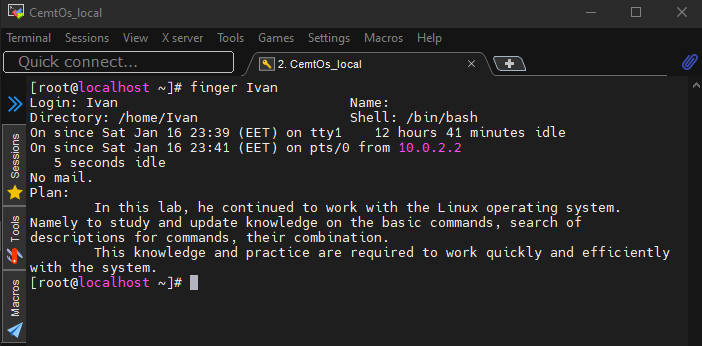 CemtOs_local
Terminal Sessions View X server Tools Games Settings Macros Help
Quick connect...
2. CemtOs_local
[root@localhost ~]# finger Ivan
Login: Ivan Name:
Directory: /home/Ivan Shell: /bin/bash
On since Sat Jan 16 23:39 (EET) on tty1 12 hours 41 minutes idle
On since Sat Jan 16 23:41 (EET) on pts/0 from 10.0.2.2
5 seconds idle
No mail.
Plan:
In this lab, he continued to work with the Linux operating system.
Namely to study and update knowledge on the basic commands, search of
descriptions for commands, their combination.
This knowledge and practice are required to work quickly and efficiently
with the system.
[root@localhost ~]#
Sessions
Tools
Macros